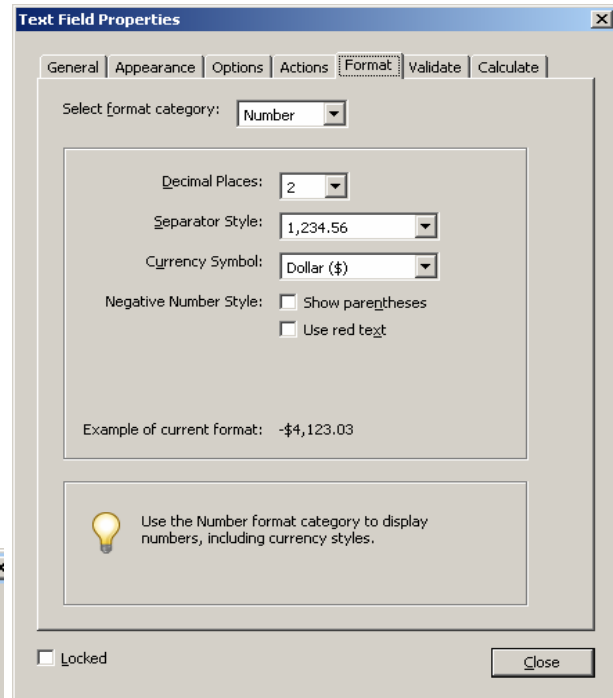 Text Field Properties
General Appearance Options Actions Format Validate Calculate
Select format category: Number
Decimal Places: 2
Separator Style: 1,234.56
Currency Symbol: Dollar ($)
Negative Number Style: Show parentheses
Use red text
Example of current format: -$4,123.03
Use the Number format category to display
numbers, including currency styles.
Locked
Close